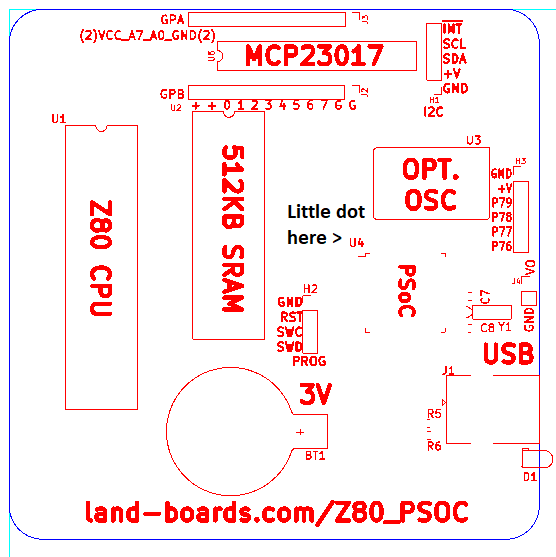 GPA
J3
(2)VCC_A7_A0_GND(2)
U6
MCP23017
INT
SCL
SDA
+V
GND
H1
I2C
GPB
J2
U2
+ + 0 1 2 3 4 5 6 7 G G
U1
Z80 CPU
512KB SRAM
U3
OPT.
OSC
H3
GND
+V
P79
P78
P77
P76
Little dot
here >
U4
PSoC
VO
J4
GND
C7
C8
Y1
H2
GND
RST
SWC
SWD
PROG
USB
J1
3V
BT1
R5
R6
D1
land-boards.com/Z80_PSOC